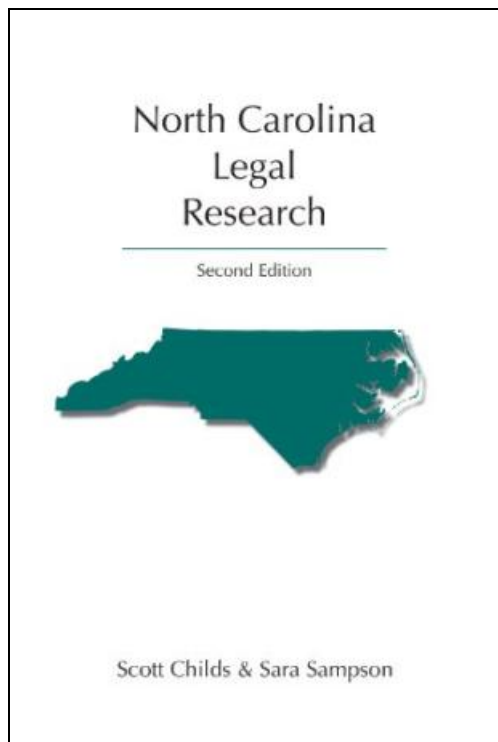 North Carolina
Legal
Research
Second Edition
Scott Childs & Sara Sampson